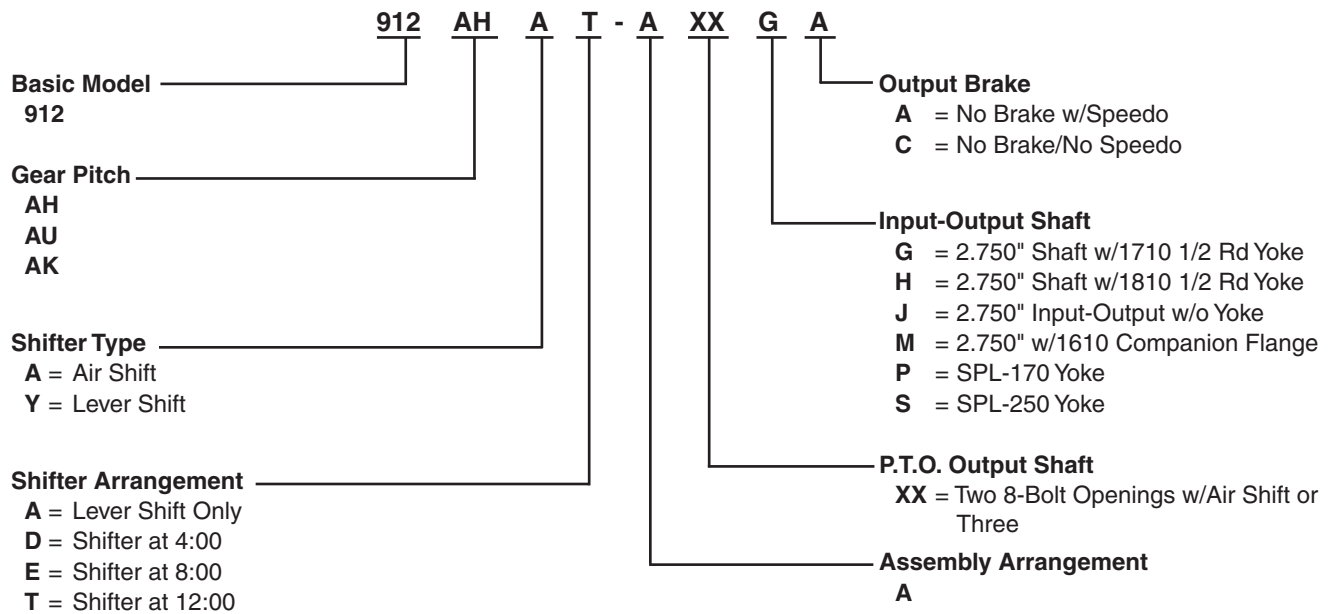 912 AH A T - A XX G A
Basic Model
912
Gear Pitch
AH
AU
AK
Shifter Type
A = Air Shift
Y = Lever Shift
Shifter Arrangement
A = Lever Shift Only
D = Shifter at 4:00
E = Shifter at 8:00
T = Shifter at 12:00
Output Brake
A = No Brake w/Speedo
C = No Brake/No Speedo
Input-Output Shaft
G = 2.750" Shaft w/1710 1/2 Rd Yoke
H = 2.750" Shaft w/1810 1/2 Rd Yoke
J = 2.750" Input-Output w/o Yoke
M = 2.750" w/1610 Companion Flange
P = SPL-170 Yoke
S = SPL-250 Yoke
P.T.O. Output Shaft
XX = Two 8-Bolt Openings w/Air Shift or
Three
Assembly Arrangement
A